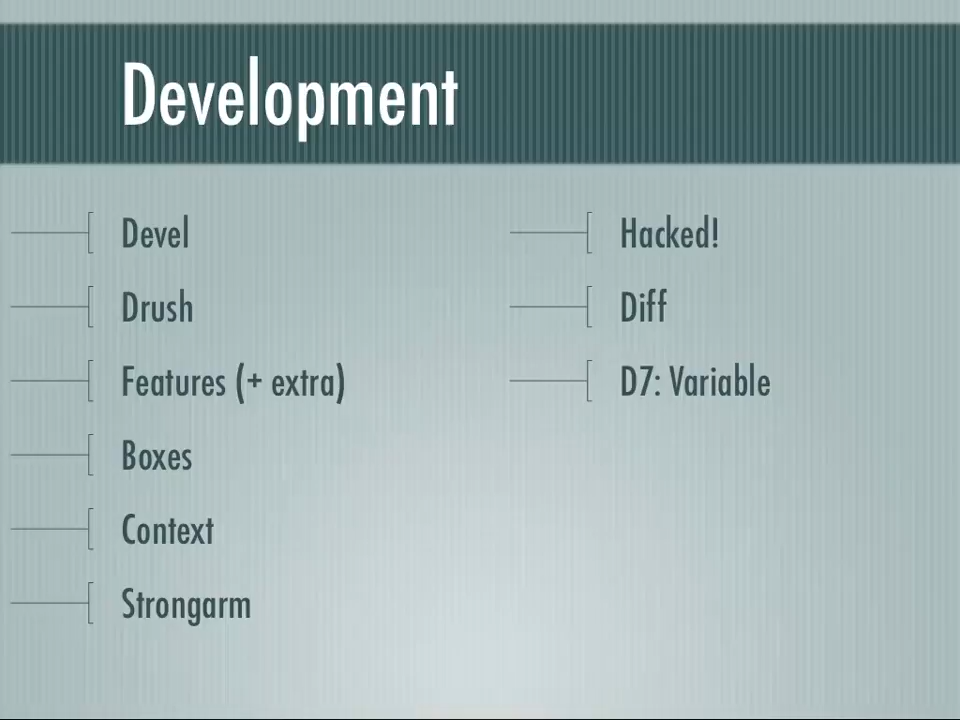 Development
Devel
Drush
Features (+ extra)
Boxes
Context
Strongarm
Hacked!
Diff
D7: Variable